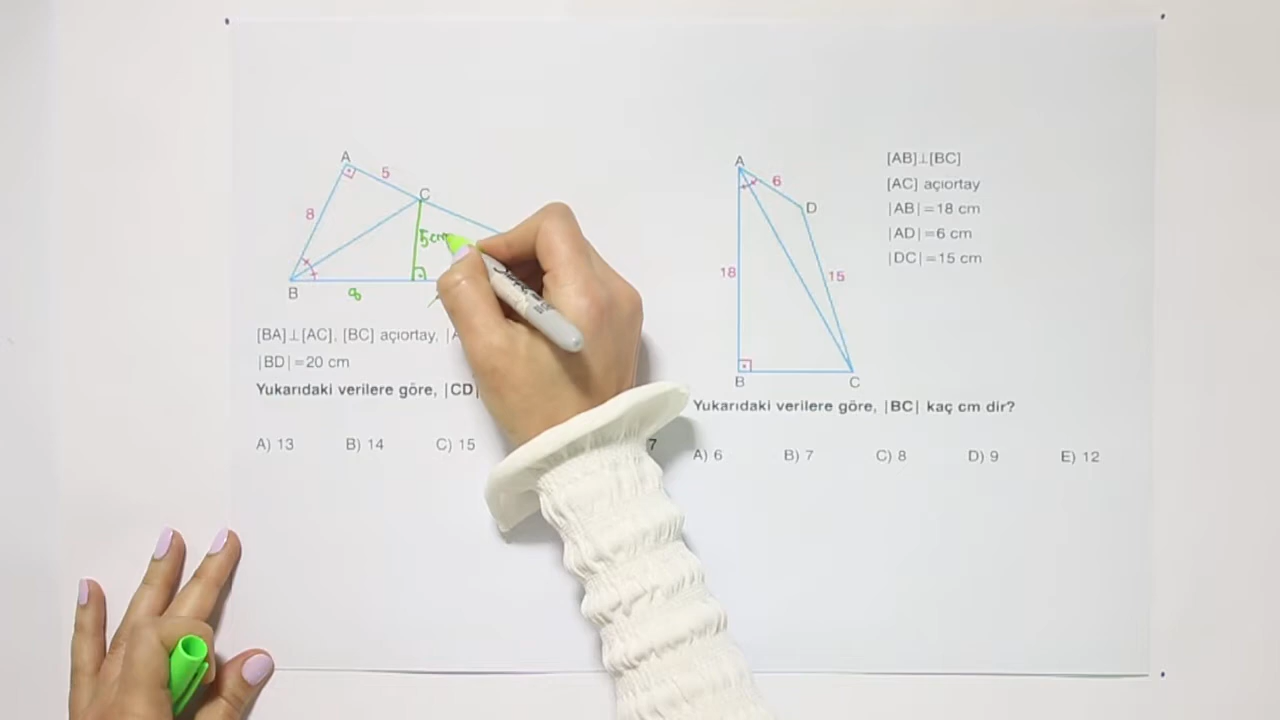 A
5
C
8
5cm
B
8
[BA]⊥[AC], [BC] açıortay,
|BD|=20 cm
Yukarıdaki verilere göre, |CD|
A) 13 B) 14 C) 15 7
A
6
D
18
15
B
C
[AB]⊥[BC]
[AC] açıortay
|AB|=18 cm
|AD|=6 cm
|DC|=15 cm
Yukarıdaki verilere göre, |BC| kaç cm dir?
A) 6 B) 7 C) 8 D) 9 E) 12